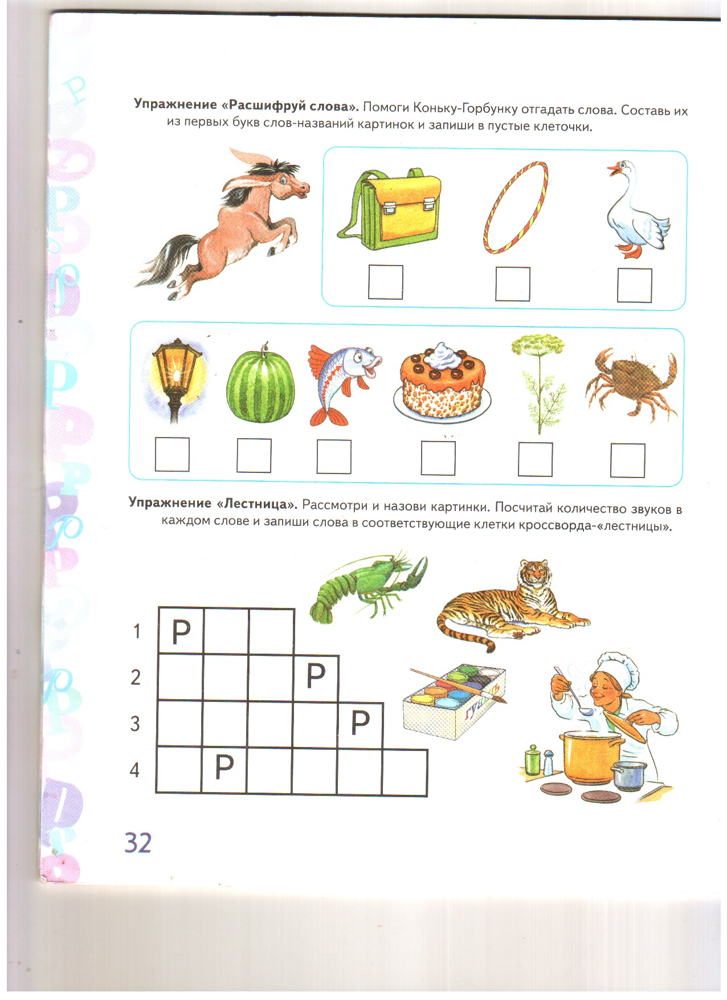 Упражнение «Расшифруй слова». Помоги Коньку-Горбунку отгадать слова. Составь их
из первых букв слов-названий картинок и запиши в пустые клеточки.
Упражнение «Лестница». Рассмотри и назови картинки. Посчитай количество звуков в
каждом слове и запиши слова в соответствующие клетки кроссворда-«лестницы».
1 Р
2 Р
3 Р
4 Р
32